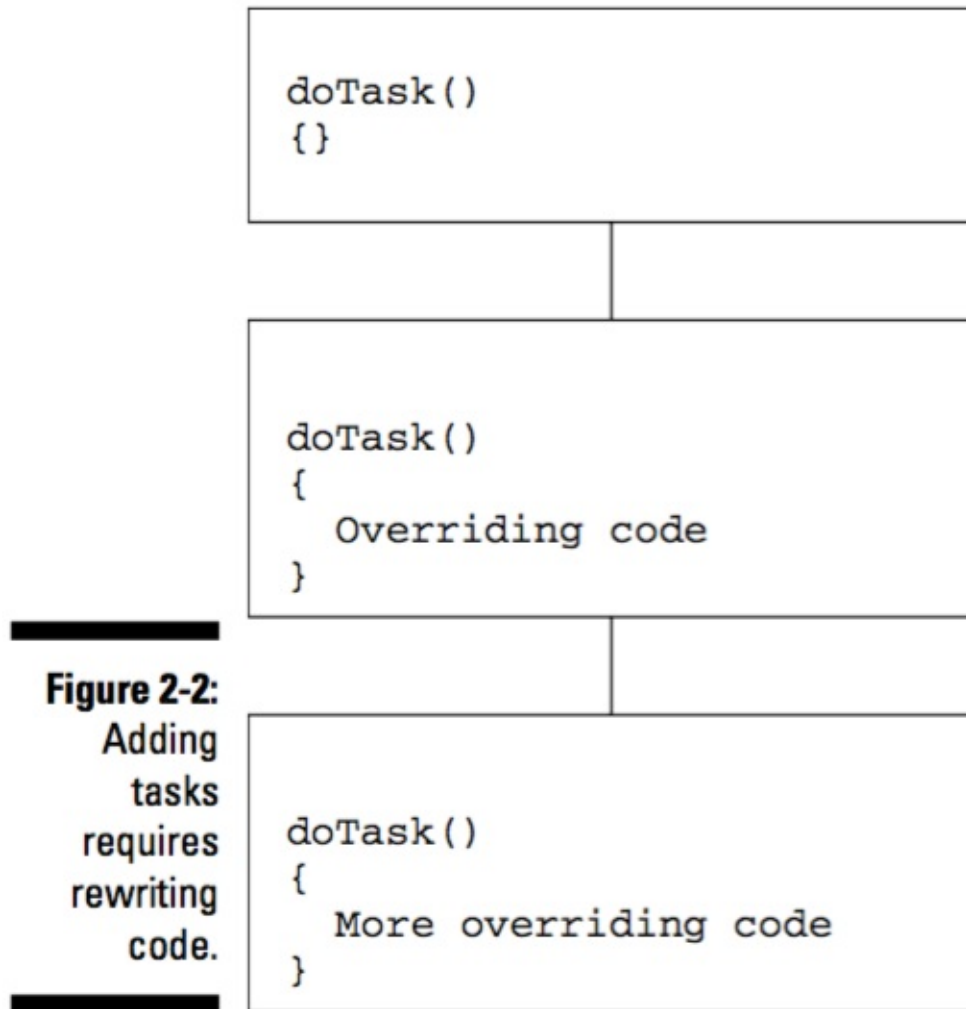 doTask()
{}
doTask()
{
Overriding code
}
Figure 2-2:
Adding
tasks
requires
rewriting
code.
doTask()
{
More overriding code
}